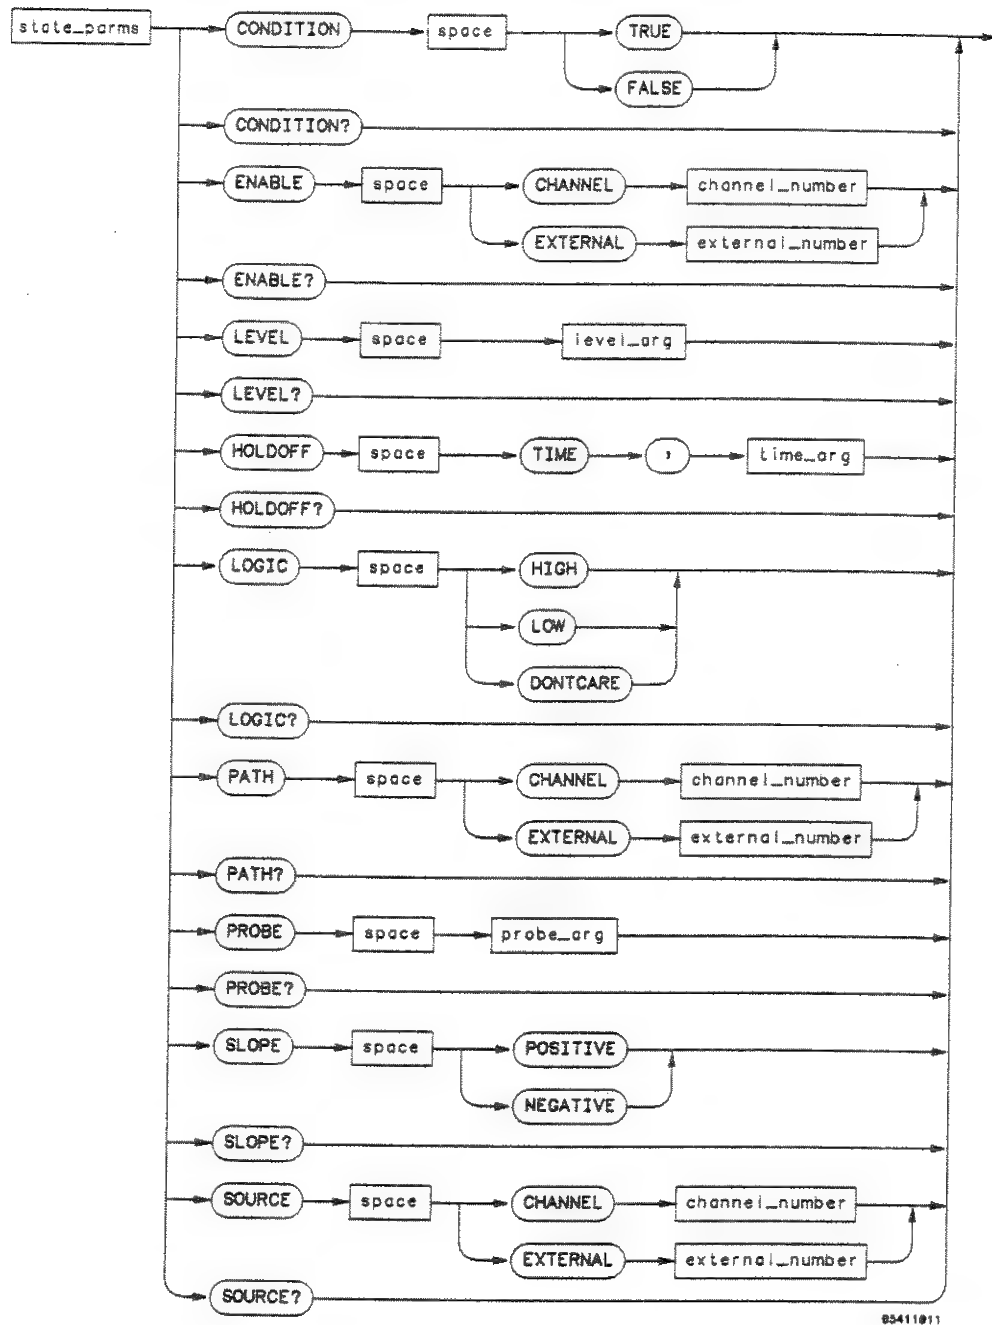 state_parms CONDITION space TRUE
FALSE
CONDITION?
ENABLE space CHANNEL channel_number
EXTERNAL external_number
ENABLE?
LEVEL space level_arg
LEVEL?
HOLDOFF space TIME , time_arg
HOLDOFF?
LOGIC space HIGH
LOW
DONTCARE
LOGIC?
PATH space CHANNEL channel_number
EXTERNAL external_number
PATH?
PROBE space probe_arg
PROBE?
SLOPE space POSITIVE
NEGATIVE
SLOPE?
SOURCE space CHANNEL channel_number
EXTERNAL external_number
SOURCE?